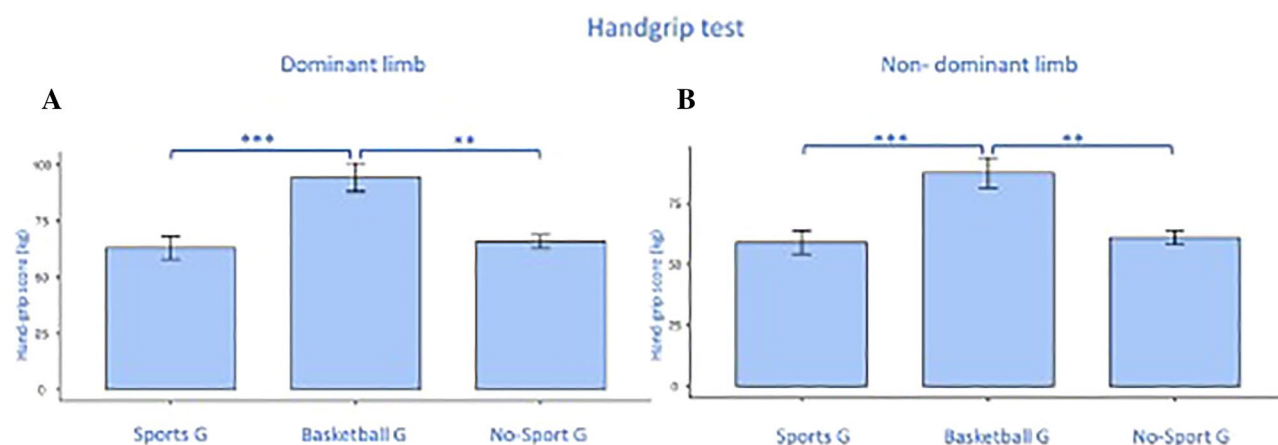 Handgrip test
Dominant limb
Non- dominant limb
A
B
***
**
***
**
Hand-grip score (kg)
100
75
50
25
0
Hand grip score (kg)
75
50
25
0
Sports G
Basketball G
No-Sport G
Sports G
Basketball G
No-Sport G